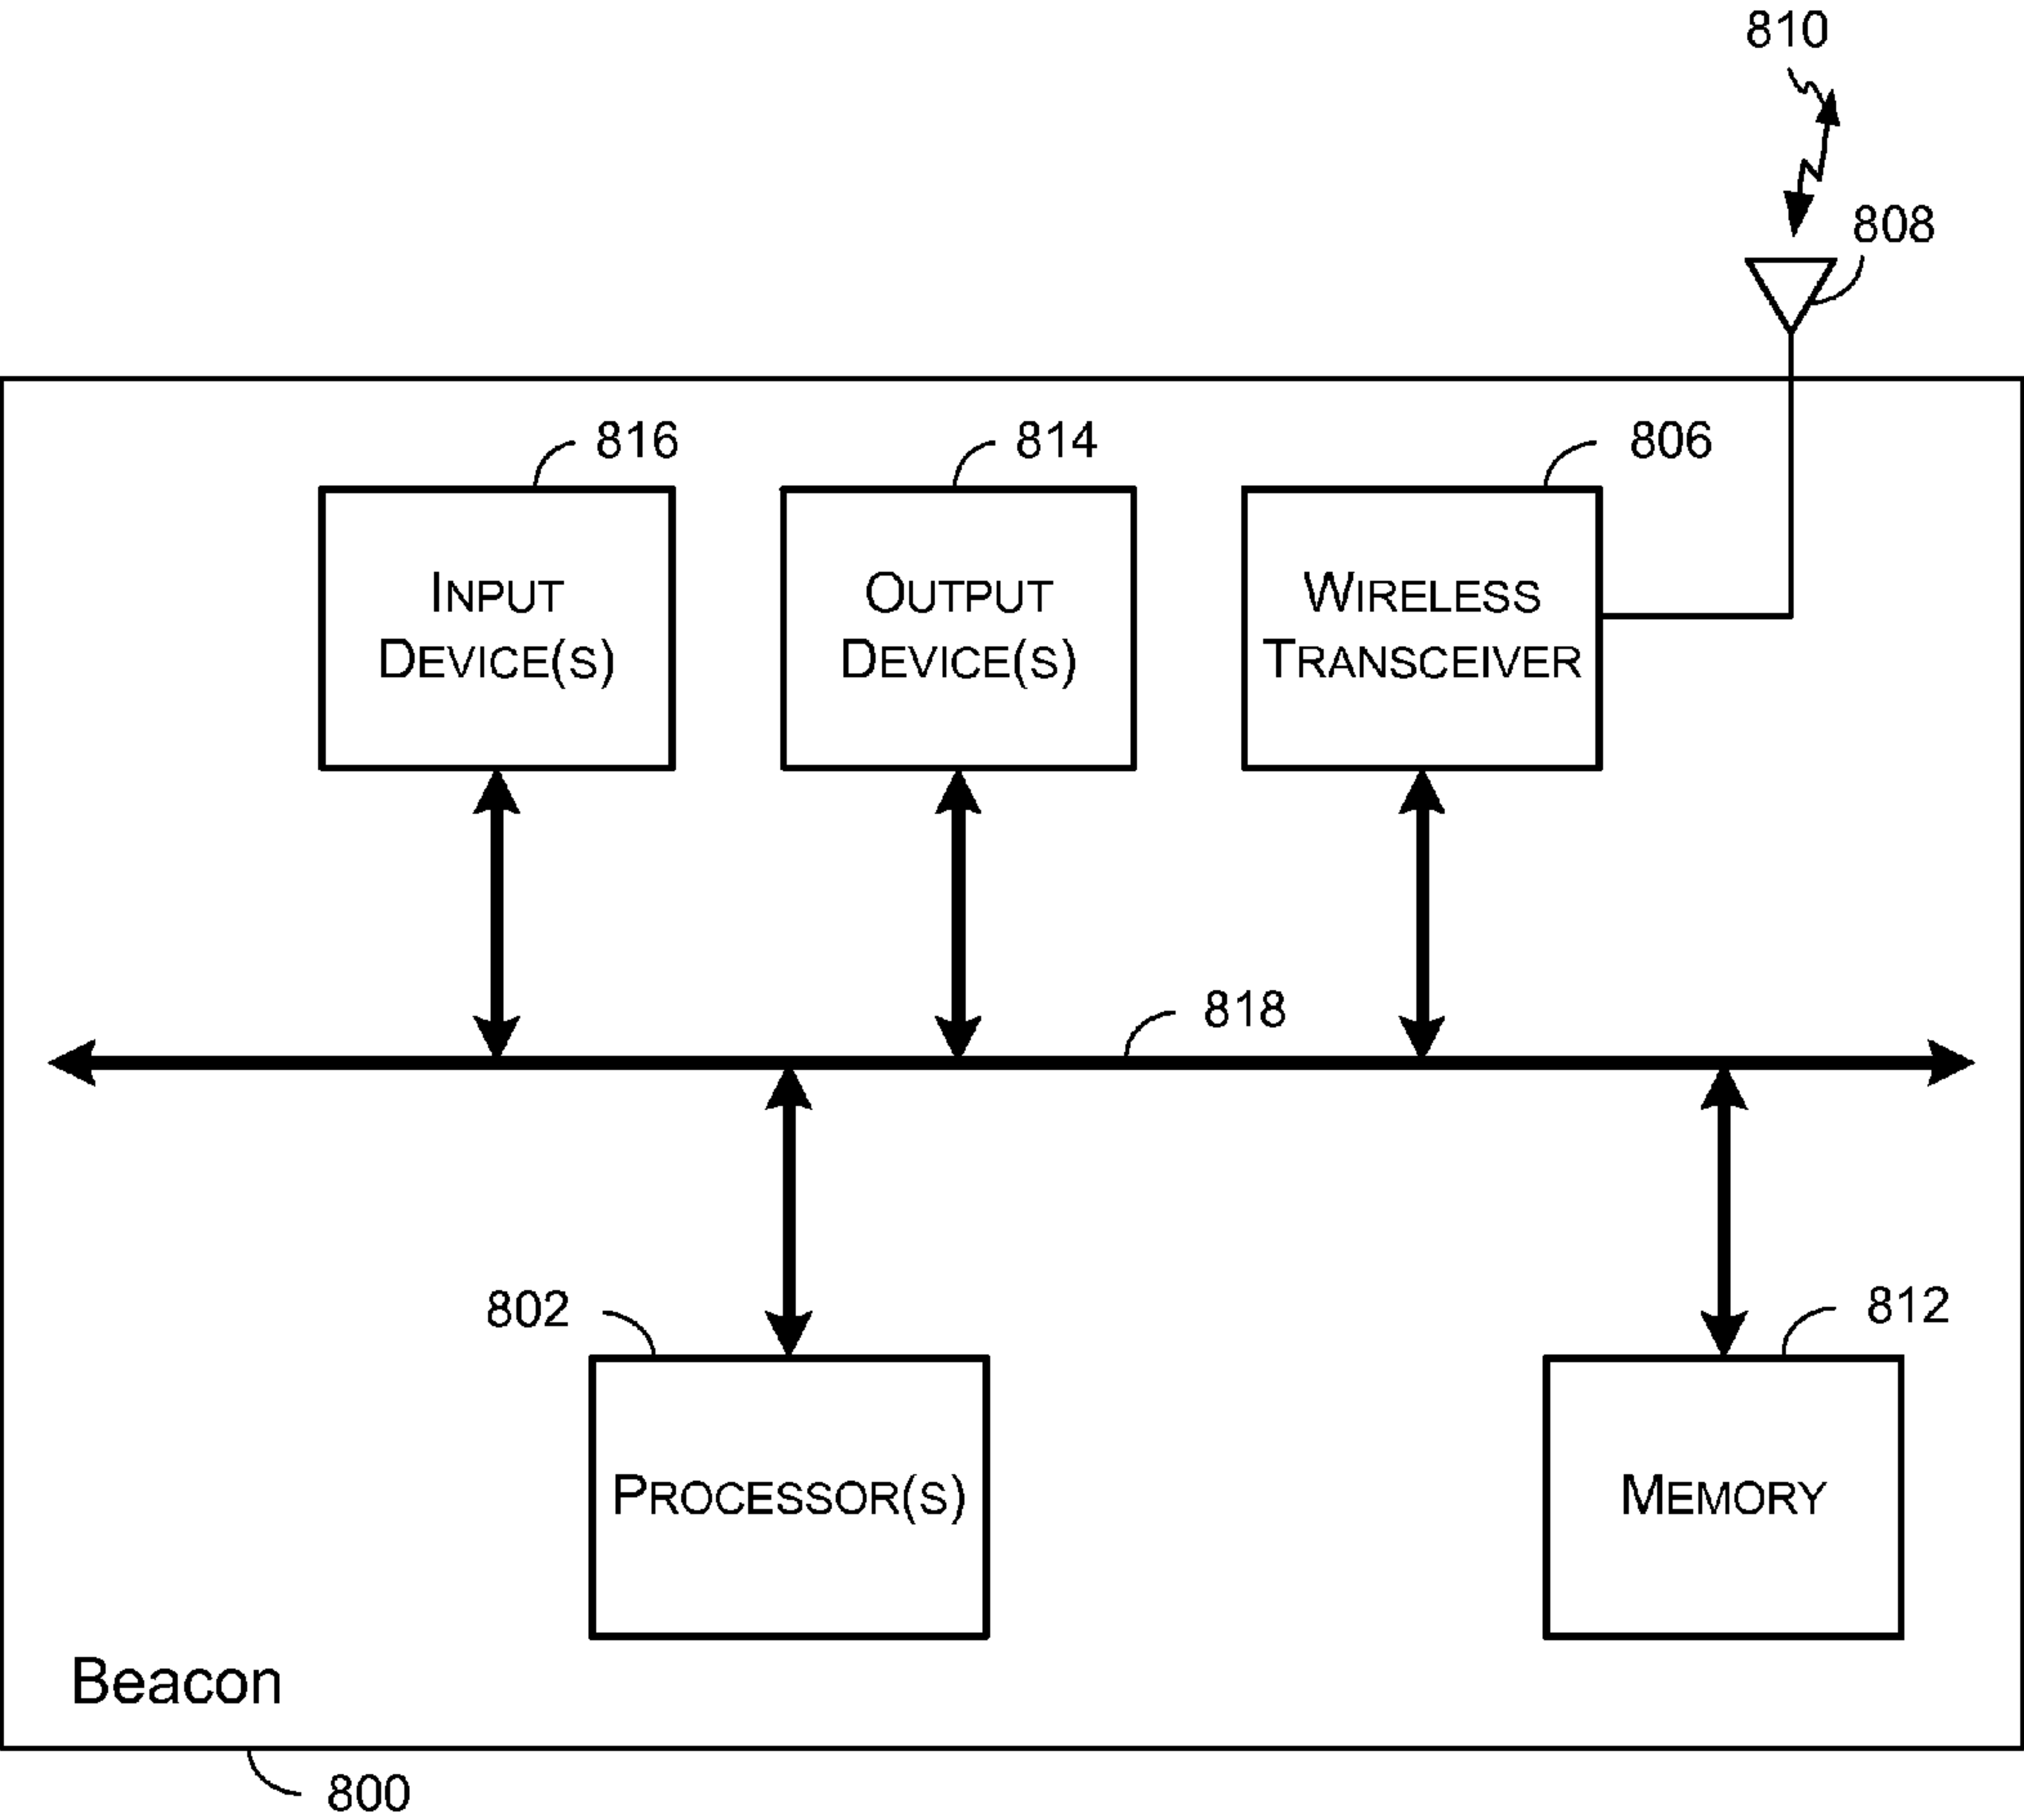 810
808
816
814
806
INPUT
DEVICE(S)
OUTPUT
DEVICE(S)
WIRELESS
TRANSCEIVER
818
802
812
PROCESSOR(S)
MEMORY
Beacon
800